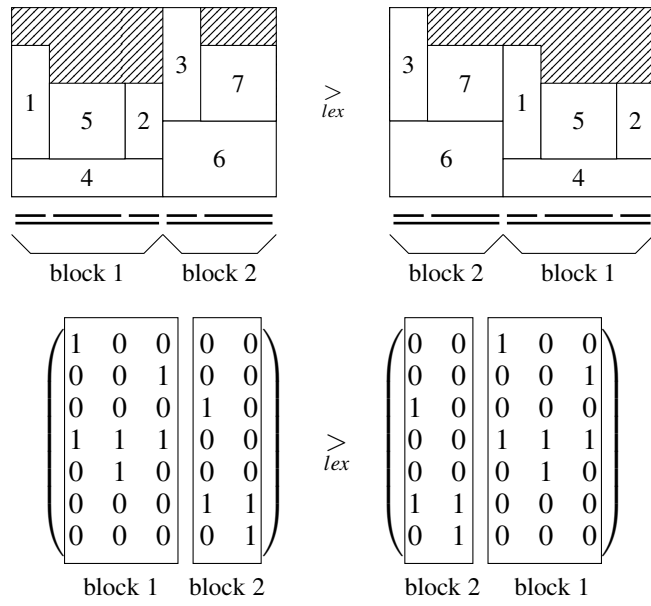 3 3
1 7 7
5 2 > 1 5 2
lex
4 6 6 4
block 1 block 2 block 2 block 1
1 0 0 0 0 0 0 1 0 0
0 0 1 0 0 0 0 0 0 1
0 0 0 1 0 1 0 0 0 0
1 1 1 0 0 > 0 0 1 1 1
lex
0 1 0 0 0 0 0 0 1 0
0 0 0 1 1 1 1 0 0 0
0 0 0 0 1 0 1 0 0 0
block 1 block 2 block 2 block 1